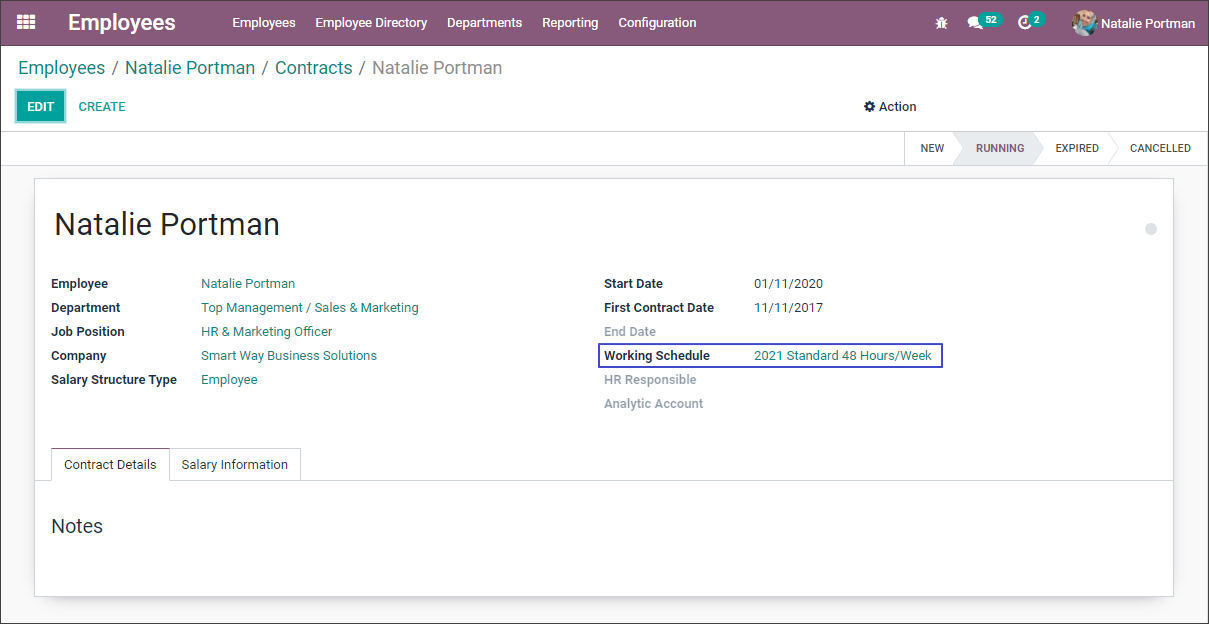 Employees Employees Employee Directory Departments Reporting Configuration 52 2 Natalie Portman
Employees / Natalie Portman / Contracts / Natalie Portman
EDIT CREATE Action
NEW RUNNING EXPIRED CANCELLED
Natalie Portman
Employee Natalie Portman Start Date 01/11/2020
Department Top Management / Sales & Marketing First Contract Date 11/11/2017
Job Position HR & Marketing Officer End Date
Company Smart Way Business Solutions Working Schedule 2021 Standard 48 Hours/Week
Salary Structure Type Employee HR Responsible
Analytic Account
Contract Details Salary Information
Notes